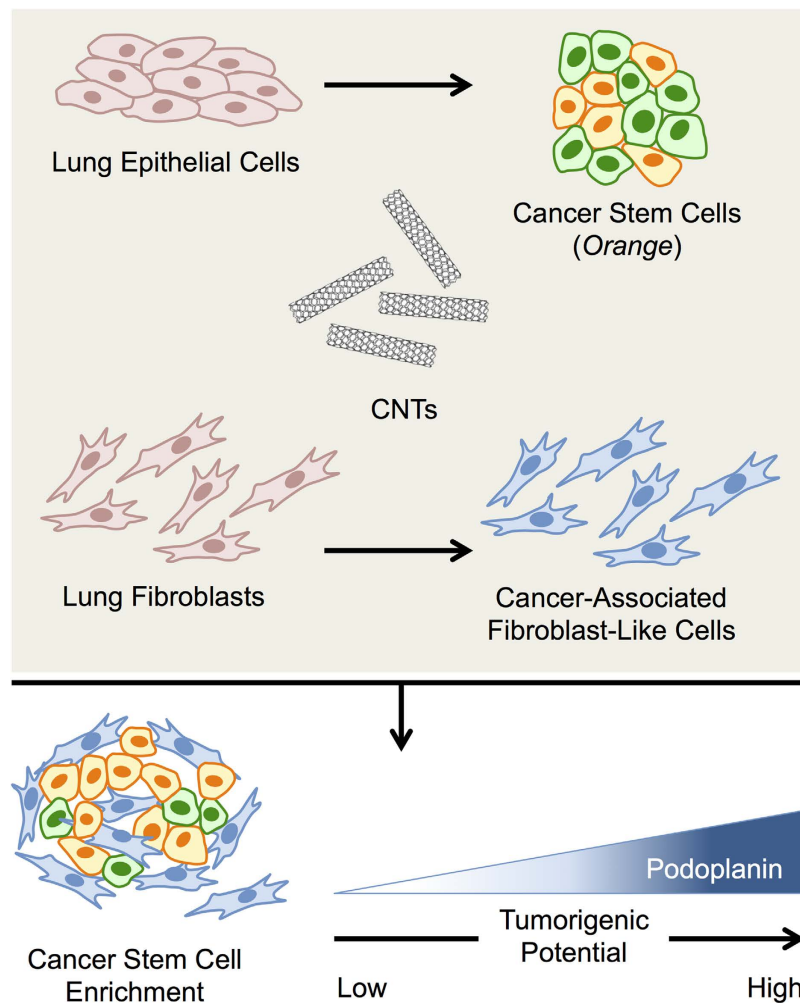 Lung Epithelial Cells
Cancer Stem Cells
(Orange)
CNTs
Lung Fibroblasts
Cancer-Associated
Fibroblast-Like Cells
Cancer Stem Cell
Enrichment
Podoplanin
Tumorigenic
Potential
Low
High